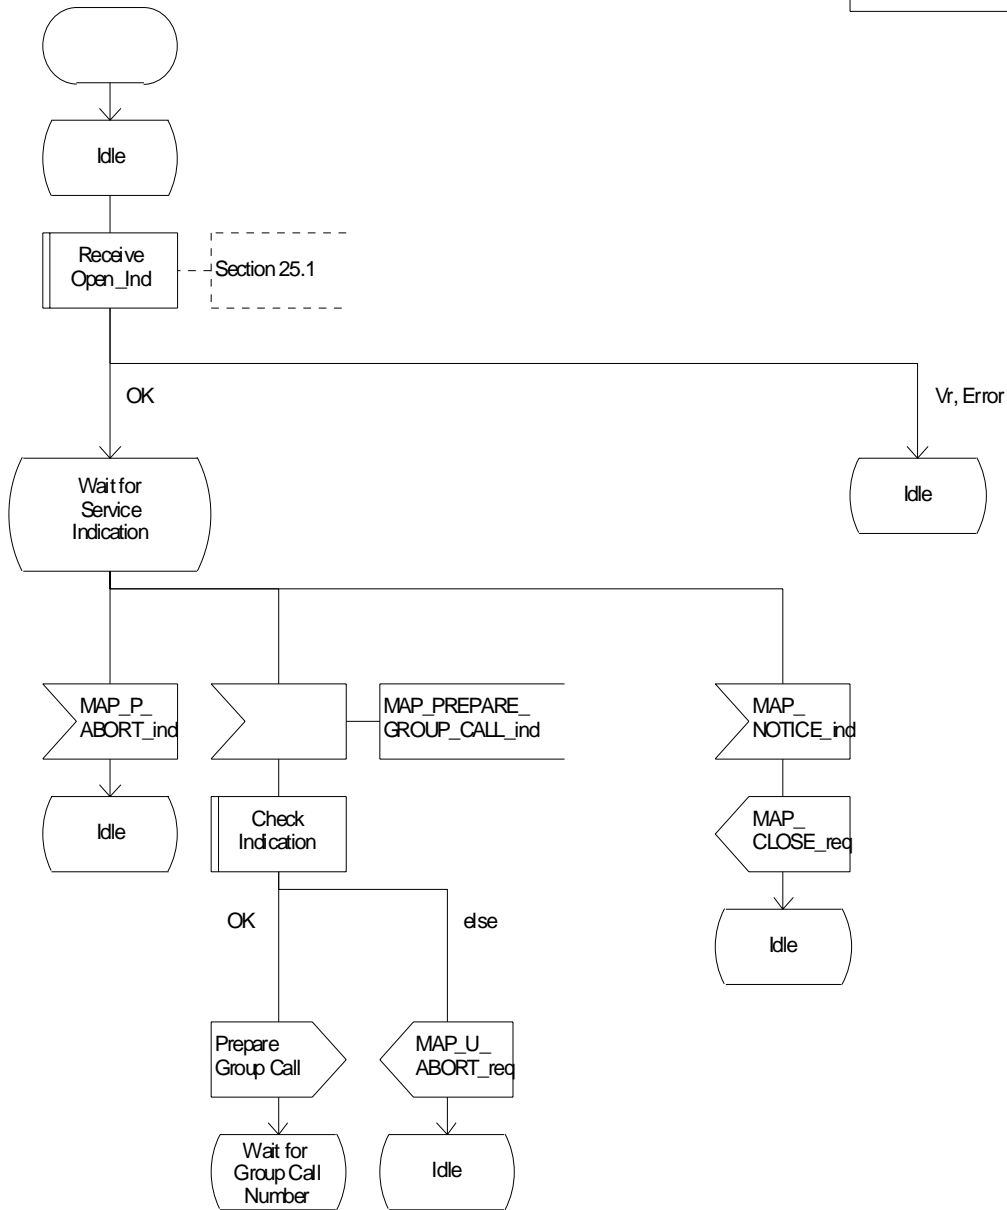 Idle
Receive
Open_Ind
Section 25.1
OK
Vr, Error
Wait for
Service
Indication
Idle
MAP_P_
ABORT_ind
MAP_PREPARE_
GROUP_CALL_ind
MAP_
NOTICE_ind
Idle
Check
Indication
MAP_
CLOSE_req
OK
else
Idle
Prepare
Group Call
MAP_U_
ABORT_req
Wait for
Group Call
Number
Idle